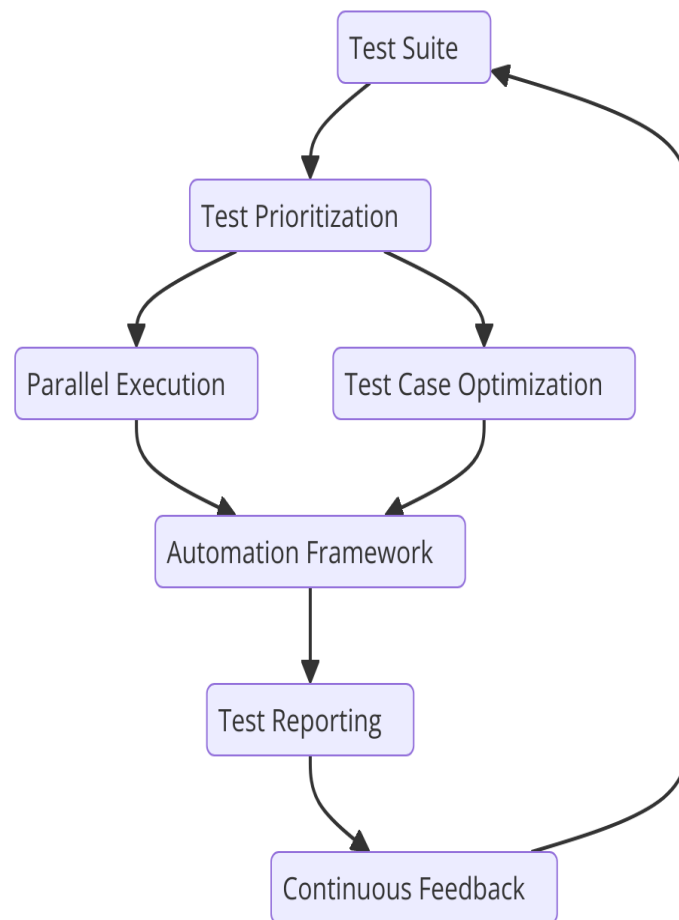 Test Suite
Test Prioritization
Parallel Execution
Test Case Optimization
Automation Framework
Test Reporting
Continuous Feedback